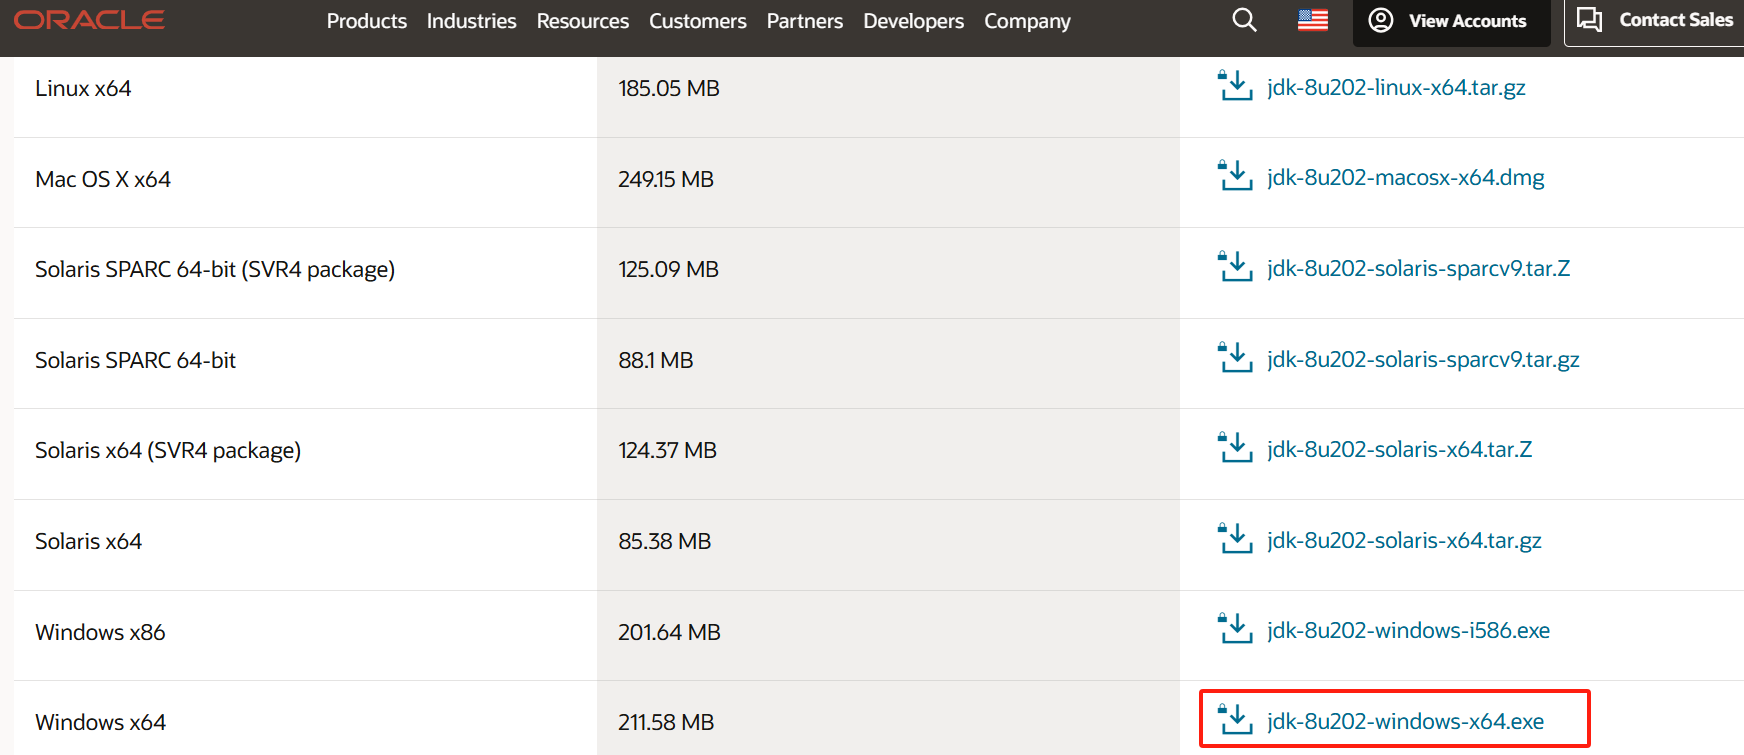 ORACLE Products Industries Resources Customers Partners Developers Company View Accounts Contact Sales
Linux x64 185.05 MB jdk-8u202-linux-x64.tar.gz
Mac OS X x64 249.15 MB jdk-8u202-macosx-x64.dmg
Solaris SPARC 64-bit (SVR4 package) 125.09 MB jdk-8u202-solaris-sparcv9.tar.Z
Solaris SPARC 64-bit 88.1 MB jdk-8u202-solaris-sparcv9.tar.gz
Solaris x64 (SVR4 package) 124.37 MB jdk-8u202-solaris-x64.tar.Z
Solaris x64 85.38 MB jdk-8u202-solaris-x64.tar.gz
Windows x86 201.64 MB jdk-8u202-windows-i586.exe
Windows x64 211.58 MB jdk-8u202-windows-x64.exe